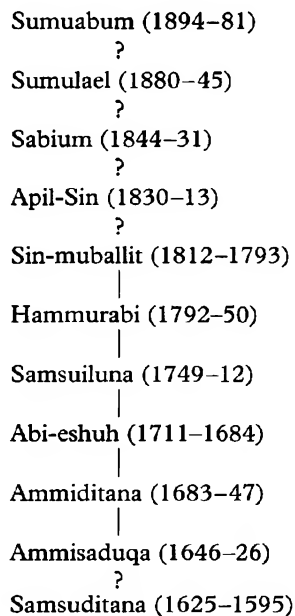 Sumuabum (1894–81)
?
Sumulael (1880–45)
?
Sabium (1844–31)
?
Apil-Sin (1830–13)
?
Sin-muballit (1812–1793)
Hammurabi (1792–50)
Samsuiluna (1749–12)
Abi-eshuh (1711–1684)
Ammiditana (1683–47)
Ammisaduqa (1646–26)
?
Samsuditana (1625–1595)